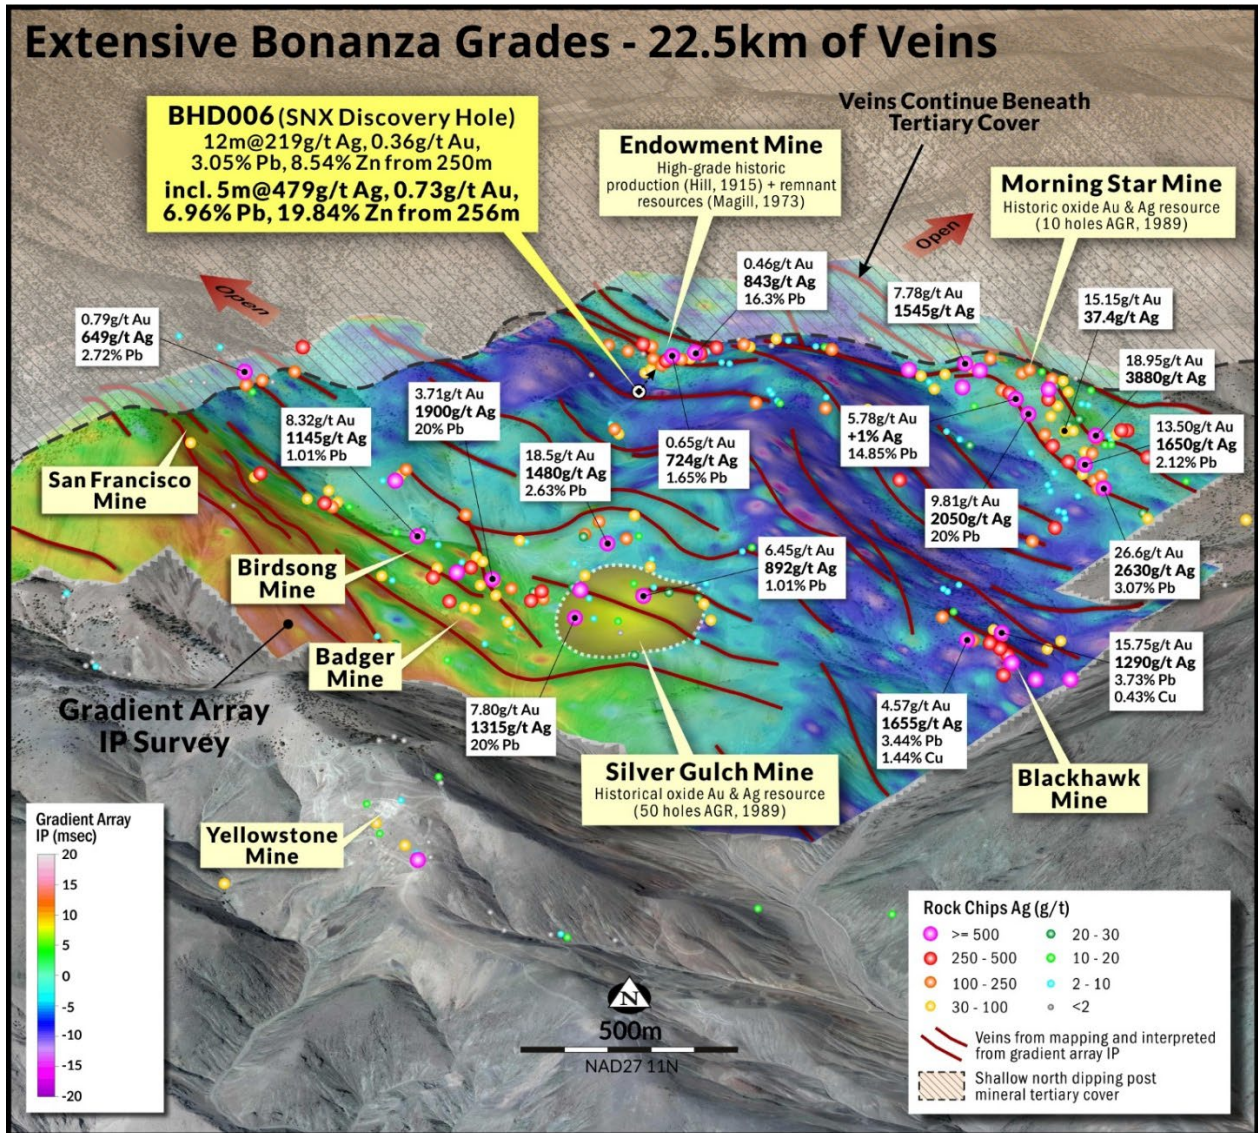 Extensive Bonanza Grades - 22.5km of Veins
BHD006 (SNX Discovery Hole)
12m@219g/t Ag, 0.36g/t Au,
3.05% Pb, 8.54% Zn from 250m
incl. 5m@479g/t Ag, 0.73g/t Au,
6.96% Pb, 19.84% Zn from 256m
Endowment Mine
High-grade historic
production (Hill, 1915) + remnant
resources (Magill, 1973)
Veins Continue Beneath
Tertiary Cover
Morning Star Mine
Historic oxide Au & Ag resource
(10 holes AGR, 1989)
Open
Open
0.79g/t Au
649g/t Ag
2.72% Pb
0.46g/t Au
843g/t Ag
16.3% Pb
7.78g/t Au
1545g/t Ag
15.15g/t Au
37.4g/t Ag
18.95g/t Au
3880g/t Ag
8.32g/t Au
1145g/t Ag
1.01% Pb
3.71g/t Au
1900g/t Ag
20% Pb
18.5g/t Au
1480g/t Ag
2.63% Pb
0.65g/t Au
724g/t Ag
1.65% Pb
5.78g/t Au
+1% Ag
14.85% Pb
13.50g/t Au
1650g/t Ag
2.12% Pb
San Francisco
Mine
9.81g/t Au
2050g/t Ag
20% Pb
Birdsong
Mine
6.45g/t Au
892g/t Ag
1.01% Pb
26.6g/t Au
2630g/t Ag
3.07% Pb
Badger
Mine
15.75g/t Au
1290g/t Ag
3.73% Pb
0.43% Cu
Gradient Array
IP Survey
7.80g/t Au
1315g/t Ag
20% Pb
4.57g/t Au
1655g/t Ag
3.44% Pb
1.44% Cu
Silver Gulch Mine
Historical oxide Au & Ag resource
(50 holes AGR, 1989)
Blackhawk
Mine
Yellowstone
Mine
Gradient Array
IP (msec)
20
15
10
5
0
-5
-10
-15
-20
N
500m
NAD27 11N
Rock Chips Ag (g/t)
>= 500
20 - 30
250 - 500
10 - 20
100 - 250
2 - 10
30 - 100
<2
Veins from mapping and interpreted
from gradient array IP
Shallow north dipping post
mineral tertiary cover